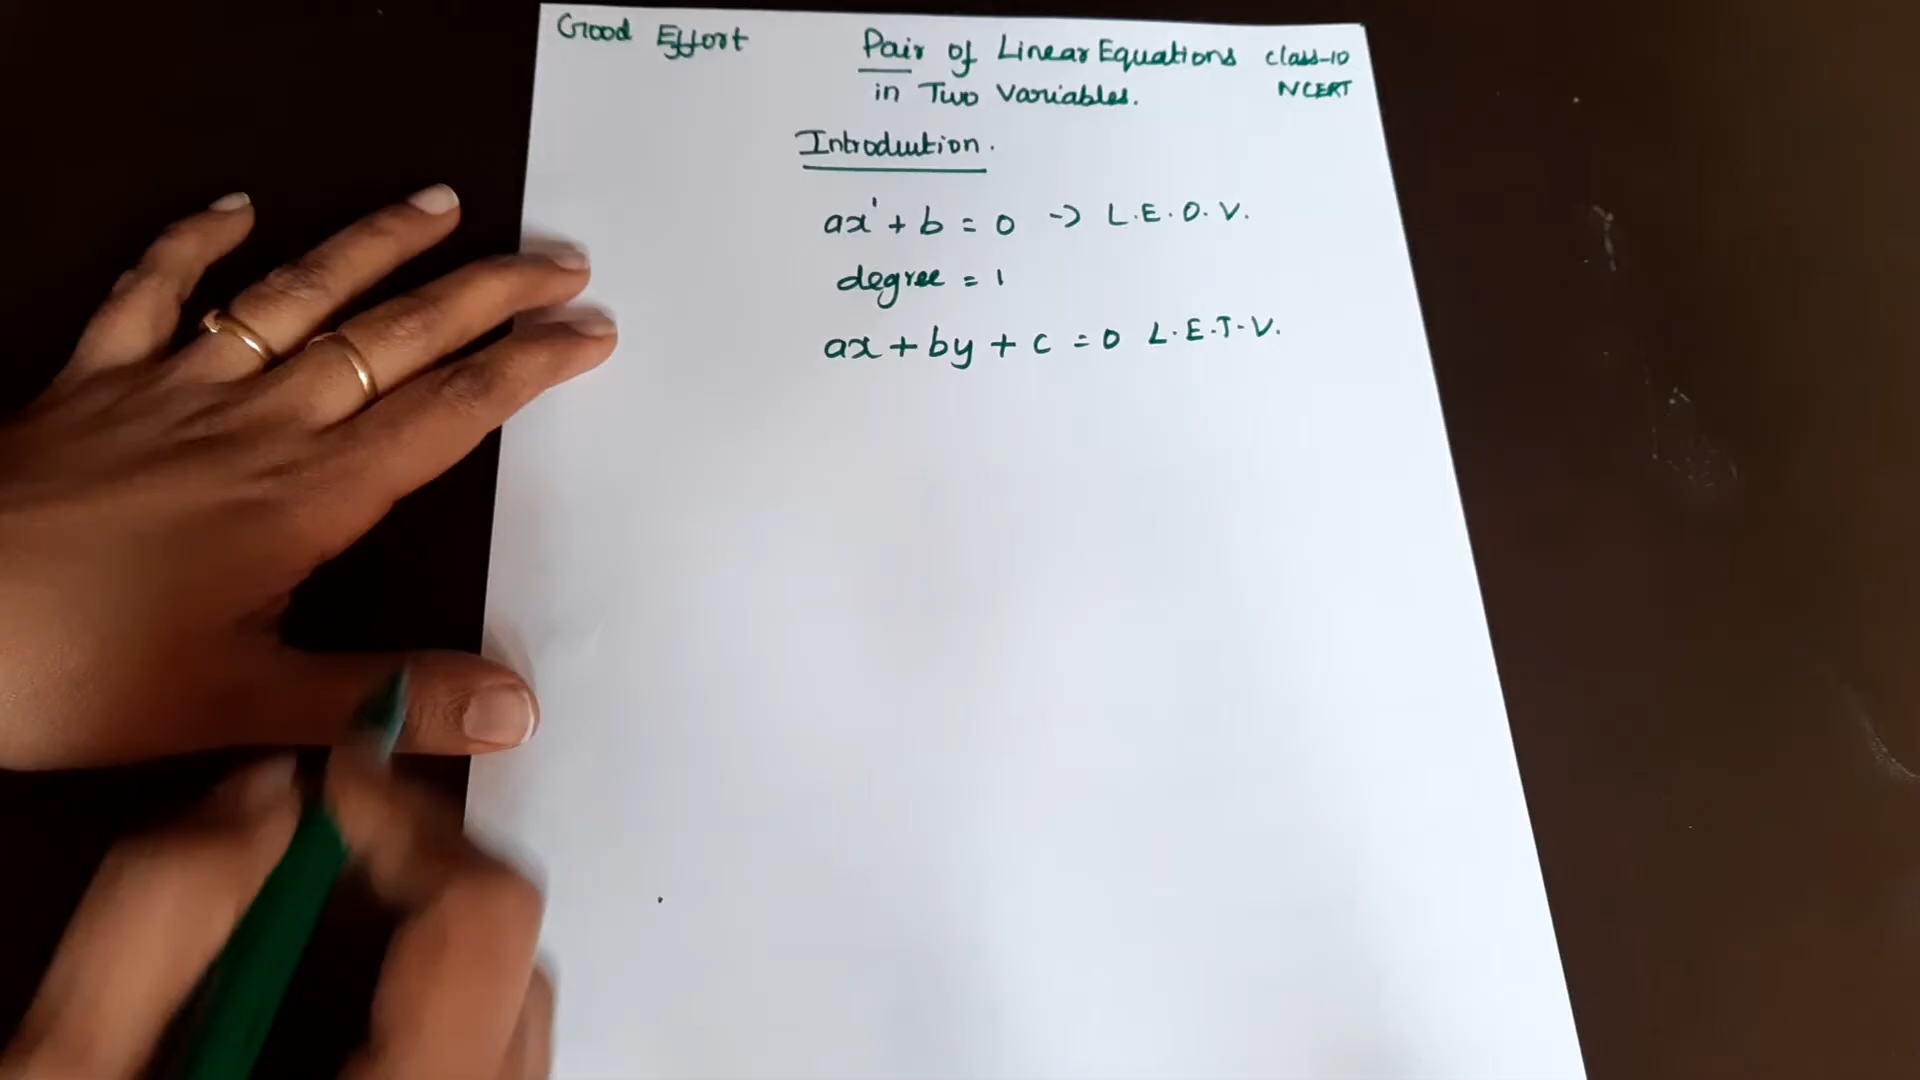 Good Effort
Pair of Linear Equations
in Two Variables.
Class-10
NCERT
Introduction.
ax¹ + b = 0 -> L.E.O.V.
degree = 1
ax + by + c = 0 L.E.T.V.